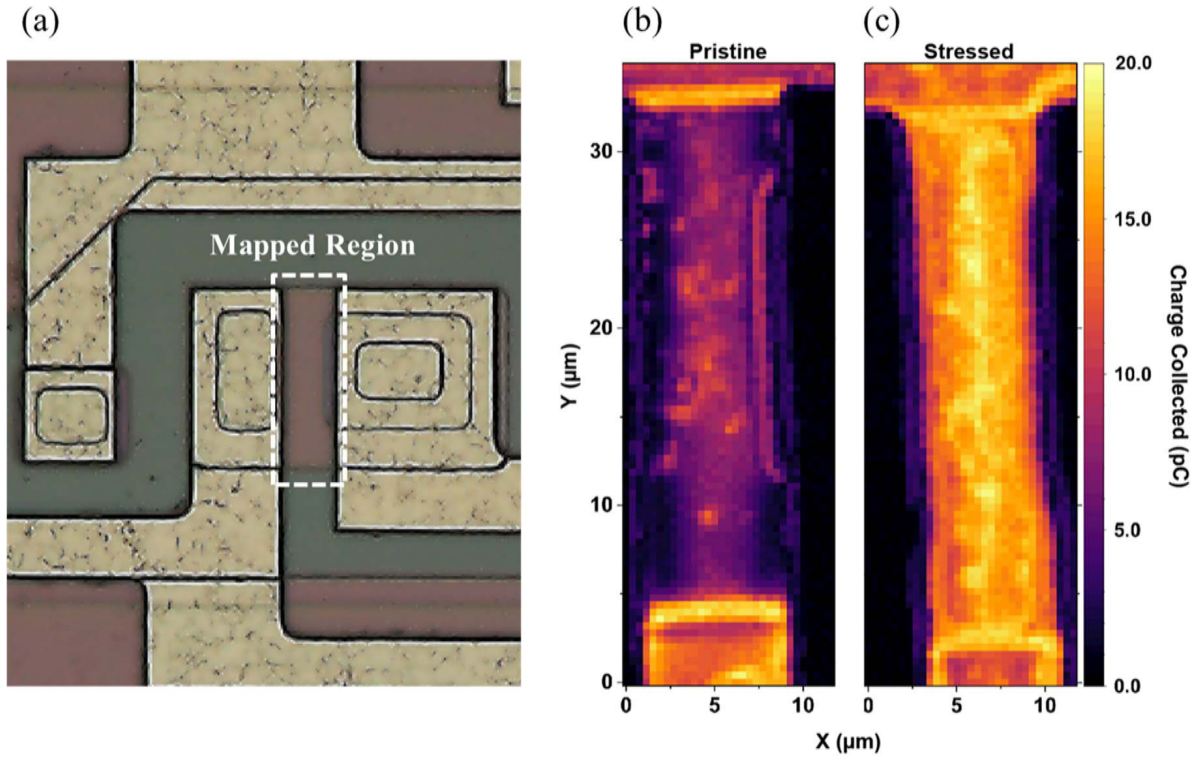 (a)
(b)
(c)
Pristine
Stressed
Mapped Region
Y (µm)
30
20
10
0
0
5
10
0
5
10
X (µm)
20.0
15.0
10.0
5.0
0.0
Charge Collected (pC)